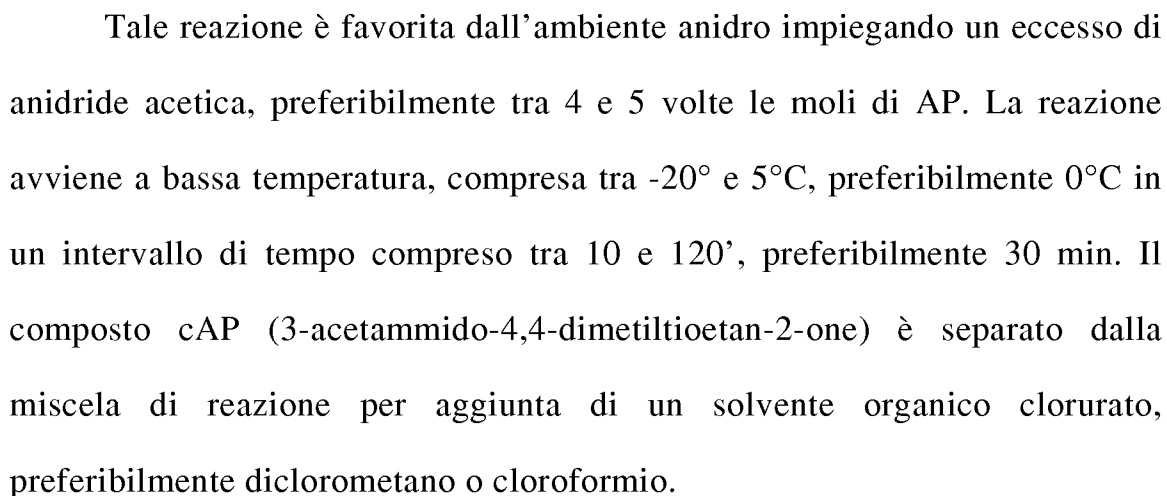 Tale reazione è favorita dall'ambiente anidro impiegando un eccesso di
anidride acetica, preferibilmente tra 4 e 5 volte le moli di AP. La reazione
avviene a bassa temperatura, compresa tra -20° e 5°C, preferibilmente 0°C in
un intervallo di tempo compreso tra 10 e 120’, preferibilmente 30 min. Il
composto cAP (3-acetammido-4,4-dimetiltioetan-2-one) è separato dalla
miscela di reazione per aggiunta di un solvente organico clorurato,
preferibilmente diclorometano o cloroformio.